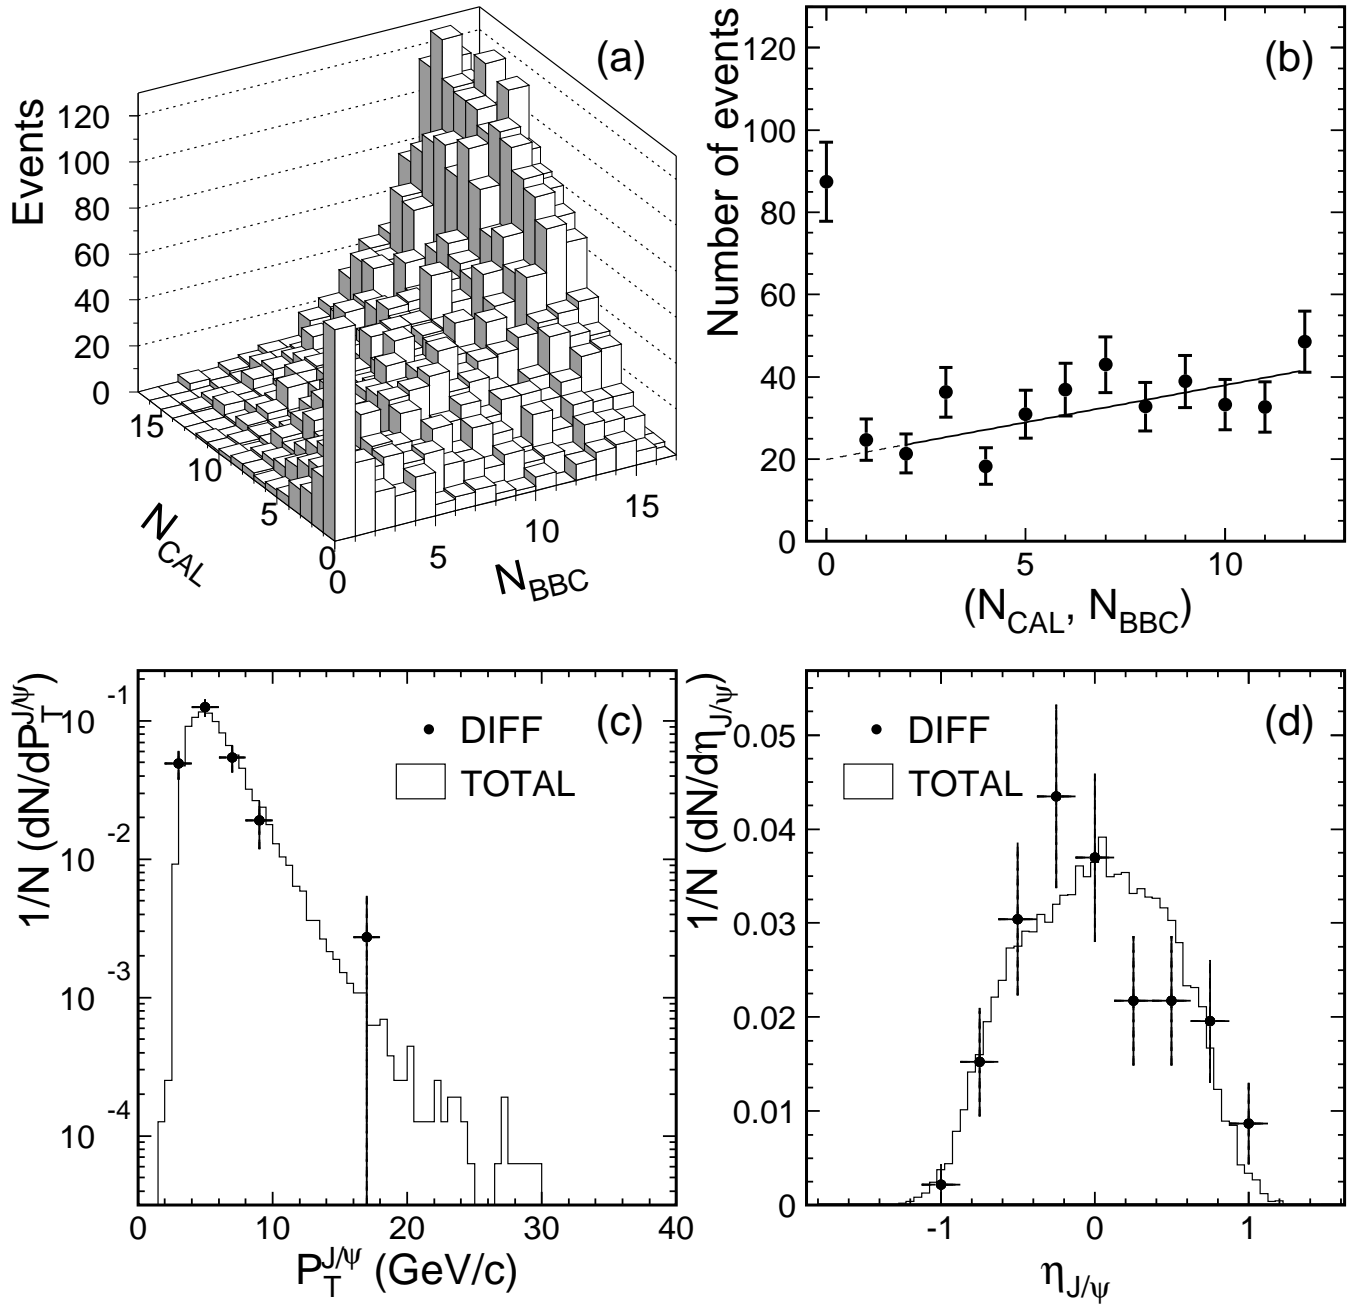 (a)
Events
120
100
80
60
40
20
0
15
10
5
0
N_CAL
0
5
10
15
N_BBC
(b)
Number of events
120
100
80
60
40
20
0
0
5
10
(N_CAL, N_BBC)
(c)
1/N (dN/dP_T^J/ψ)
10^-1
10^-2
10^-3
10^-4
DIFF
TOTAL
0
10
20
30
40
P_T^J/ψ (GeV/c)
(d)
1/N (dN/dη_J/ψ)
0.05
0.04
0.03
0.02
0.01
0
DIFF
TOTAL
-1
0
1
η_J/ψ